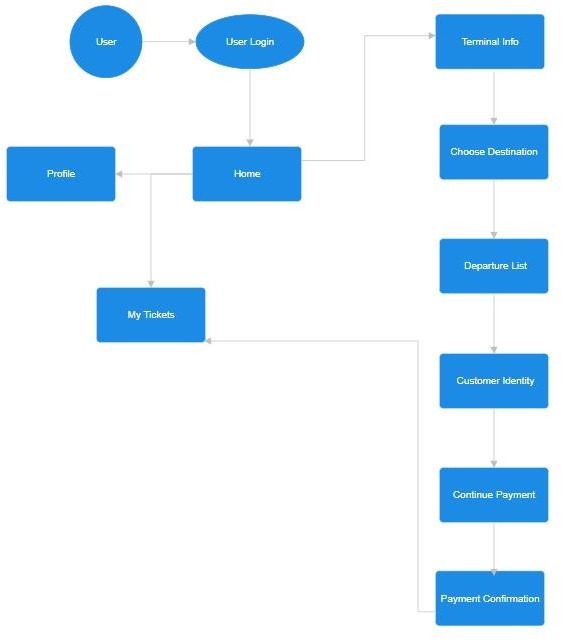 User
User Login
Terminal Info
Choose Destination
Profile
Home
Departure List
My Tickets
Customer Identity
Continue Payment
Payment Confirmation